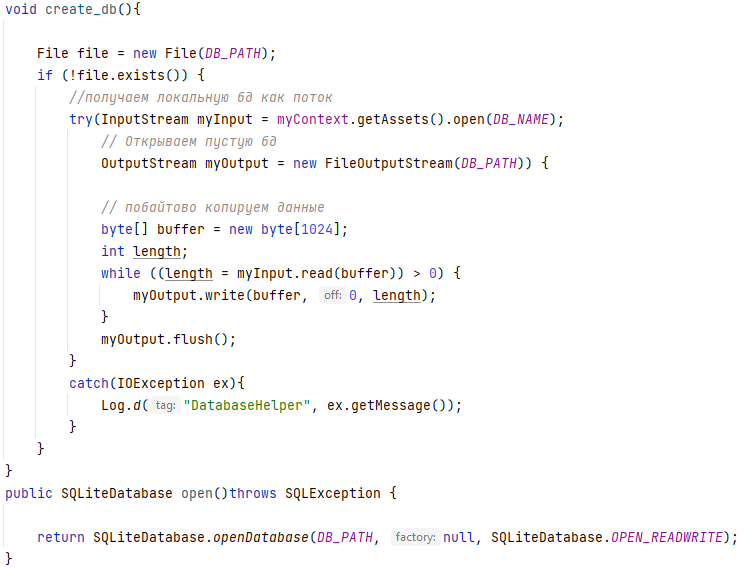 void create_db(){
File file = new File(DB_PATH);
if (!file.exists()) {
//получаем локальную бд как поток
try(InputStream myInput = myContext.getAssets().open(DB_NAME);
// Открываем пустую бд
OutputStream myOutput = new FileOutputStream(DB_PATH)) {
// побайтово копируем данные
byte[] buffer = new byte[1024];
int length;
while ((length = myInput.read(buffer)) > 0) {
myOutput.write(buffer, off: 0, length);
}
myOutput.flush();
}
catch(IOException ex){
Log.d( tag: "DatabaseHelper", ex.getMessage());
}
}
}
public SQLiteDatabase open()throws SQLException {
return SQLiteDatabase.openDatabase(DB_PATH, factory: null, SQLiteDatabase.OPEN_READWRITE);
}